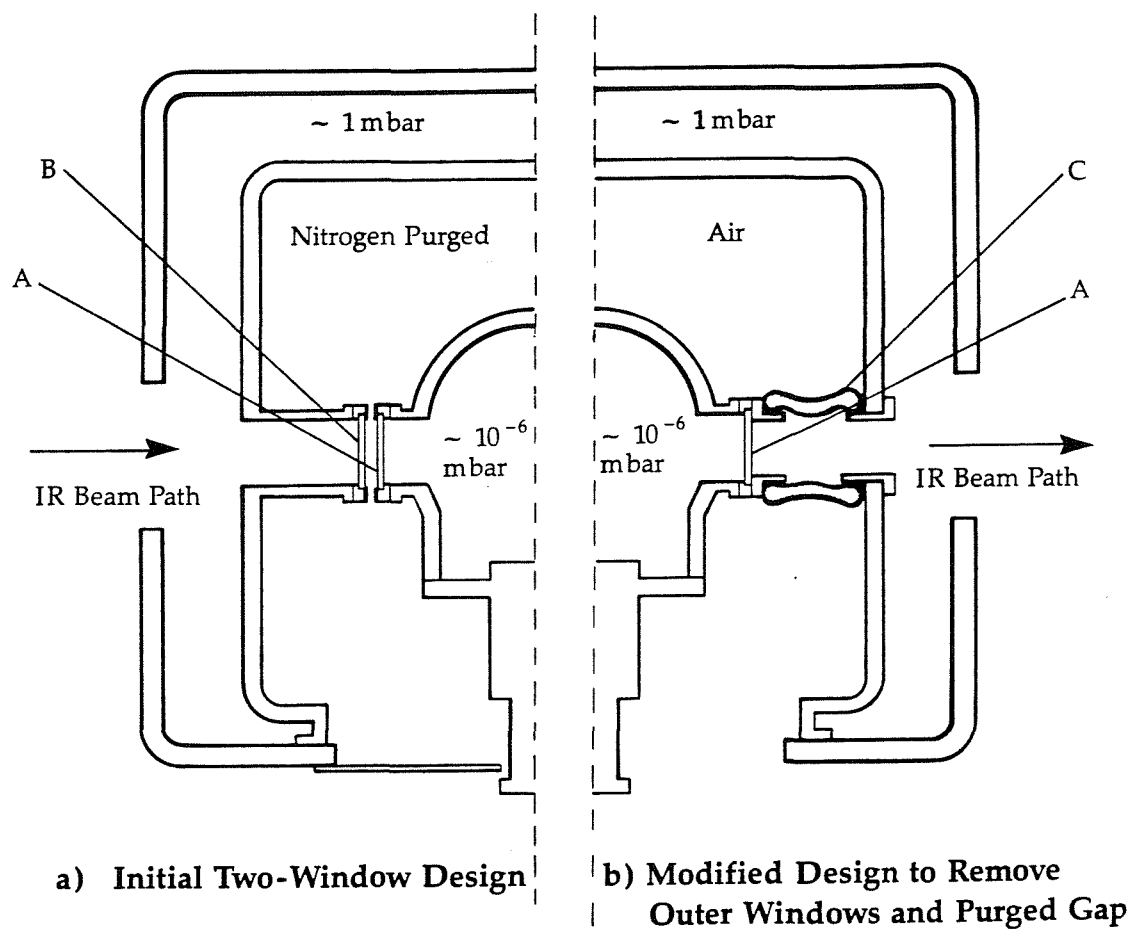 ~ 1 mbar
~ 1 mbar
B
C
Nitrogen Purged
Air
A
A
~ 10⁻⁶
mbar
~ 10⁻⁶
mbar
IR Beam Path
IR Beam Path
a) Initial Two-Window Design
b) Modified Design to Remove
Outer Windows and Purged Gap